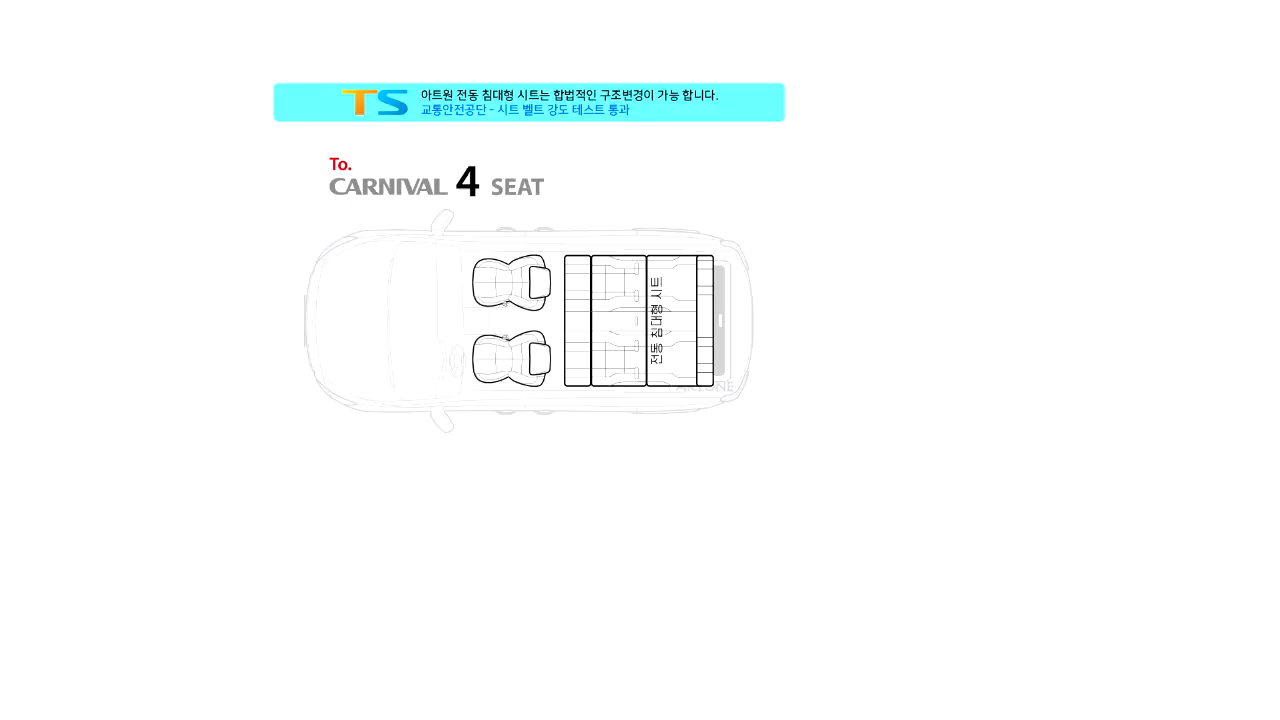 TS
아트원 전동 침대형 시트는 합법적인 구조변경이 가능 합니다.
교통안전공단 - 시트 벨트 강도 테스트 통과
To.
CARNIVAL 4 SEAT
전동 침대형 시트
ARTONE